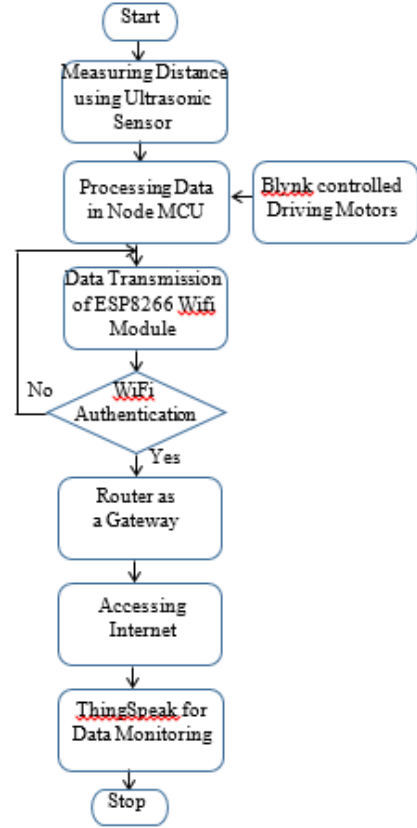 Start
Measuring Distance
using Ultrasonic
Sensor
Processing Data
in Node MCU
Blynk controlled
Driving Motors
Data Transmission
of ESP8266 Wifi
Module
No
WiFi
Authentication
Yes
Router as
a Gateway
Accessing
Internet
ThingSpeak for
Data Monitoring
Stop